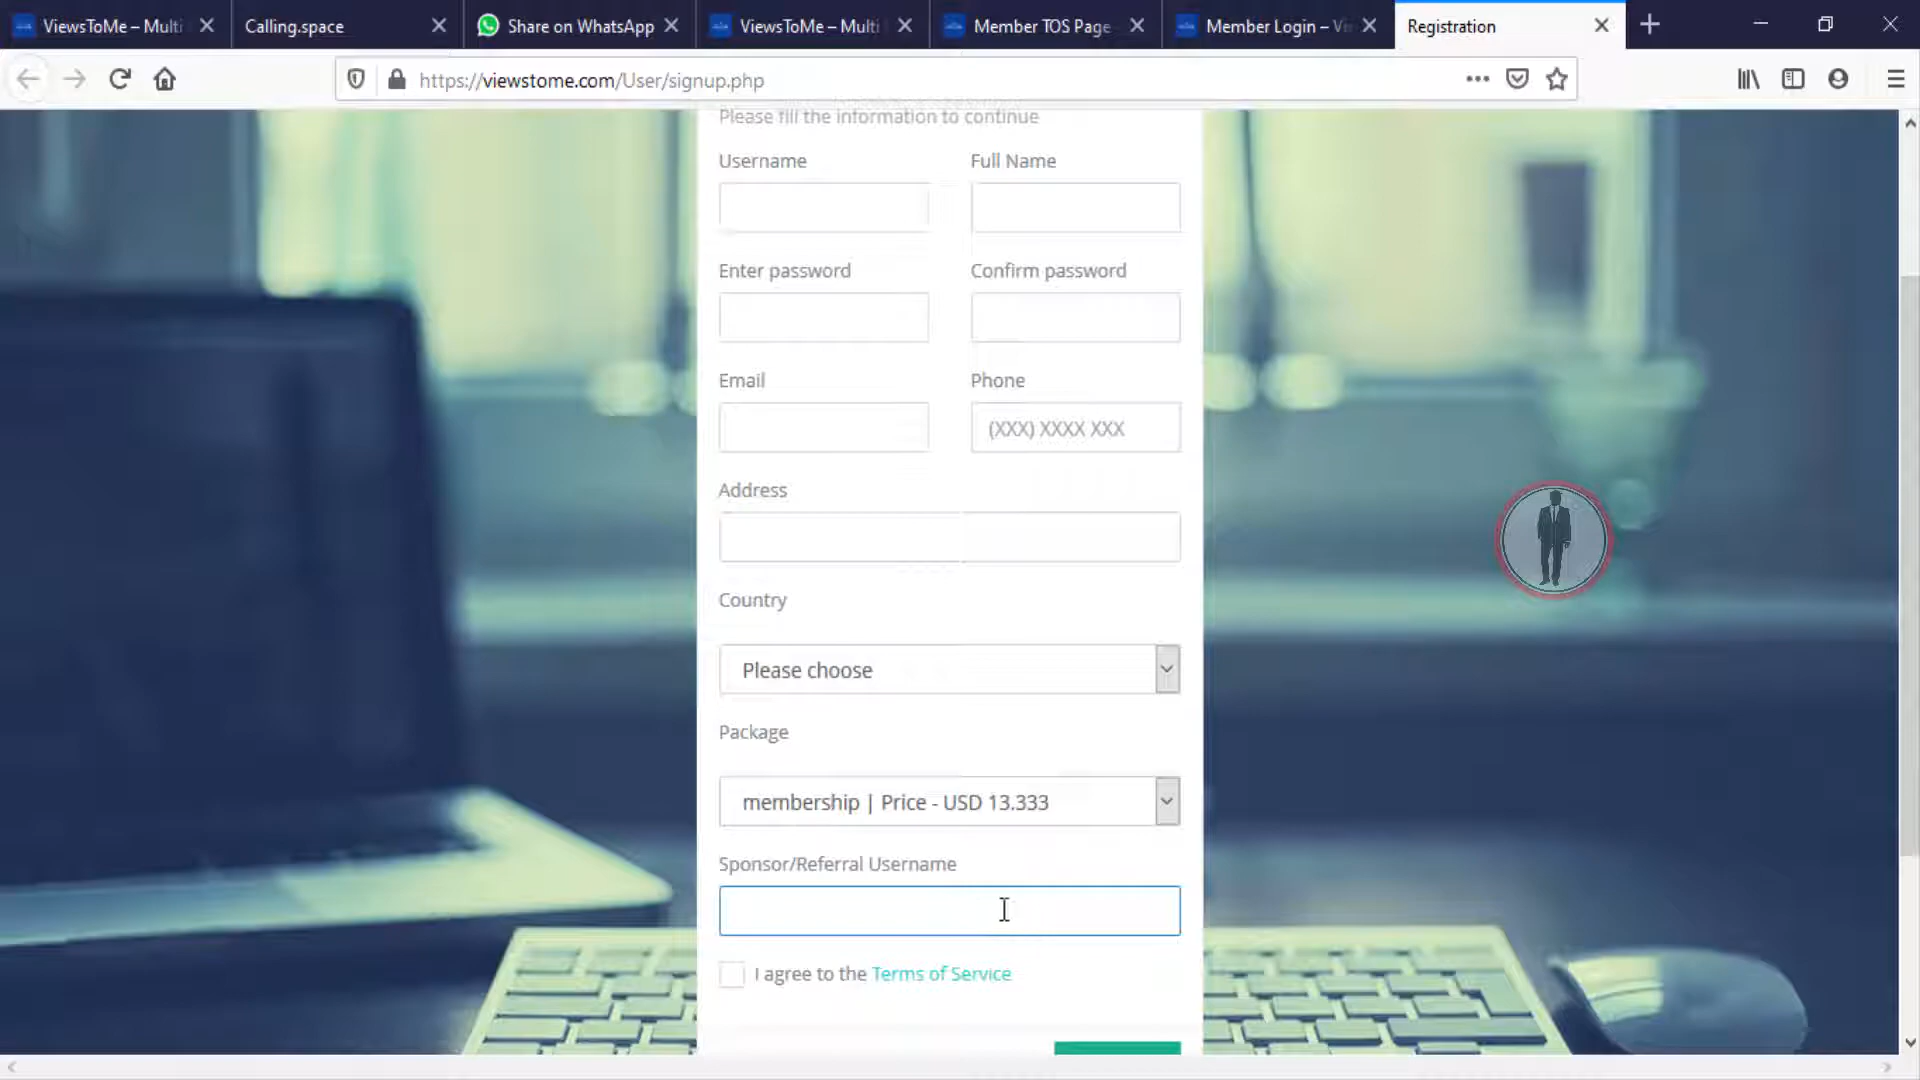 ViewsToMe – Multi
Calling.space
Share on WhatsApp
ViewsToMe – Multi
Member TOS Page
Member Login – Vi
Registration
https://viewstome.com/User/signup.php
Please fill the information to continue
Username
Full Name
Enter password
Confirm password
Email
Phone
(XXX) XXXX XXX
Address
Country
Please choose
Package
membership | Price - USD 13.333
Sponsor/Referral Username
I agree to the Terms of Service